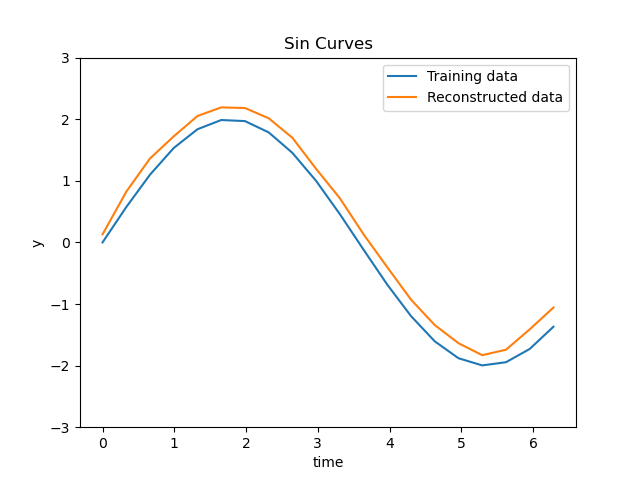 Sin Curves
Training data
Reconstructed data
3
2
1
0
−1
−2
−3
y
0 1 2 3 4 5 6
time